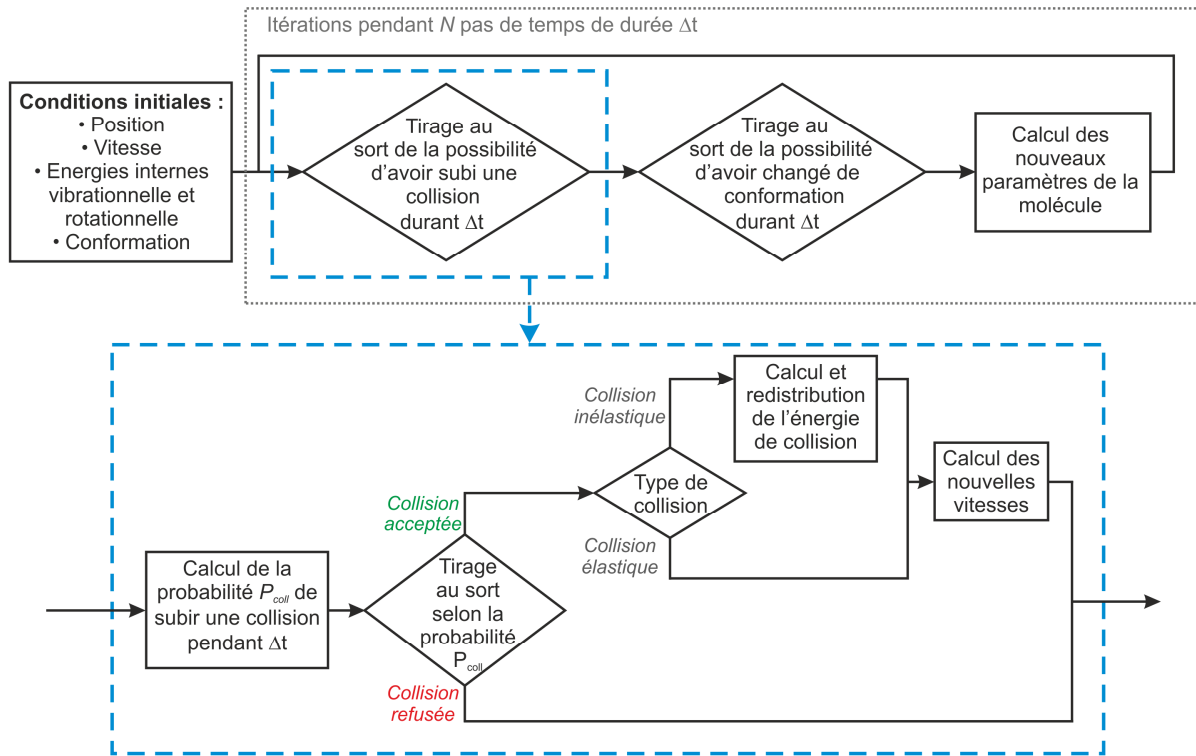 Itérations pendant N pas de temps de durée Δt
Conditions initiales :
• Position
• Vitesse
• Energies internes
vibrationnelle et
rotationnelle
• Conformation
Tirage au
sort de la possibilité
d'avoir subi une
collision
durant Δt
Tirage au
sort de la possibilité
d'avoir changé de
conformation
durant Δt
Calcul des
nouveaux
paramètres de la
molécule
Calcul de la
probabilité Pcoll de
subir une collision
pendant Δt
Tirage
au sort
selon la
probabilité
Pcoll
Collision
acceptée
Collision
refusée
Type de
collision
Collision
inélastique
Collision
élastique
Calcul et
redistribution
de l'énergie
de collision
Calcul des
nouvelles
vitesses